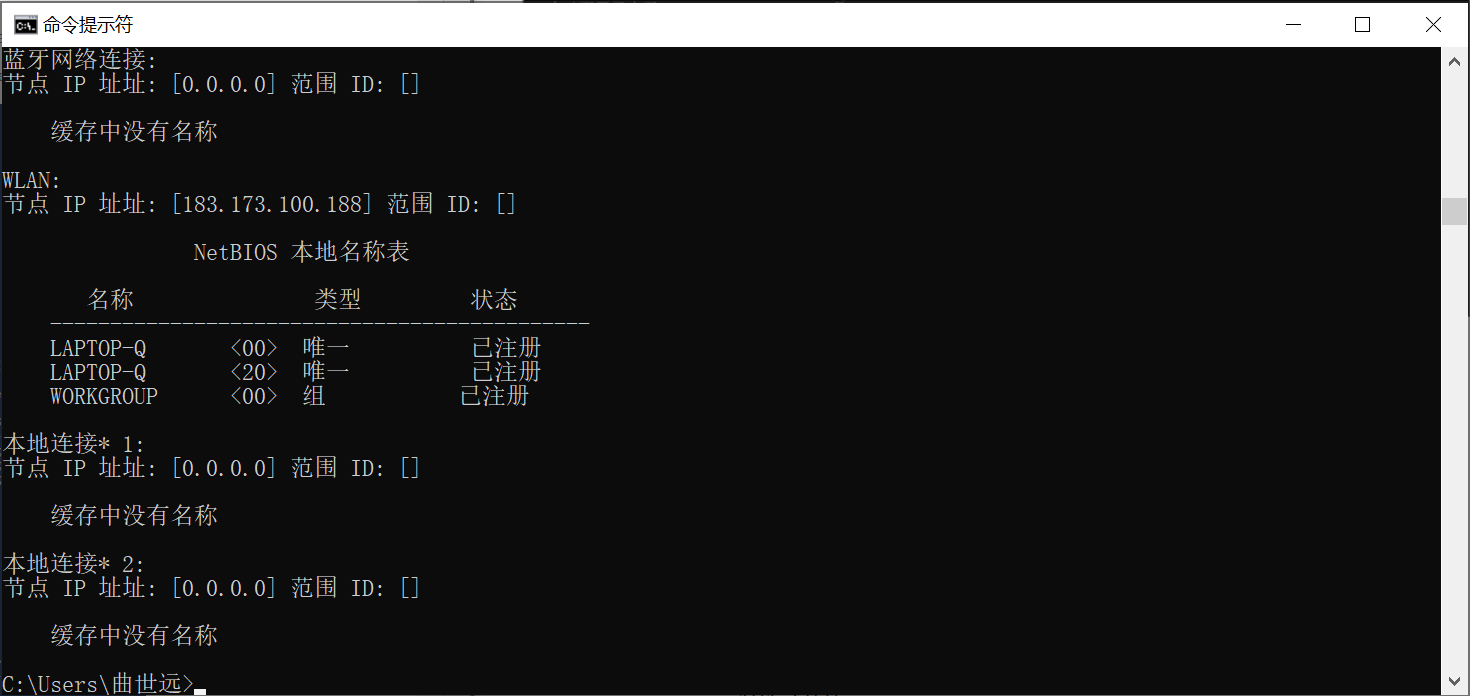 命令提示符
蓝牙网络连接:
节点 IP 址址: [0.0.0.0] 范围 ID: []
缓存中没有名称
WLAN:
节点 IP 址址: [183.173.100.188] 范围 ID: []
NetBIOS 本地名称表
名称 类型 状态
---------------------------------------------
LAPTOP-Q <00> 唯一 已注册
LAPTOP-Q <20> 唯一 已注册
WORKGROUP <00> 组 已注册
本地连接* 1:
节点 IP 址址: [0.0.0.0] 范围 ID: []
缓存中没有名称
本地连接* 2:
节点 IP 址址: [0.0.0.0] 范围 ID: []
缓存中没有名称
C:\Users\曲世远>